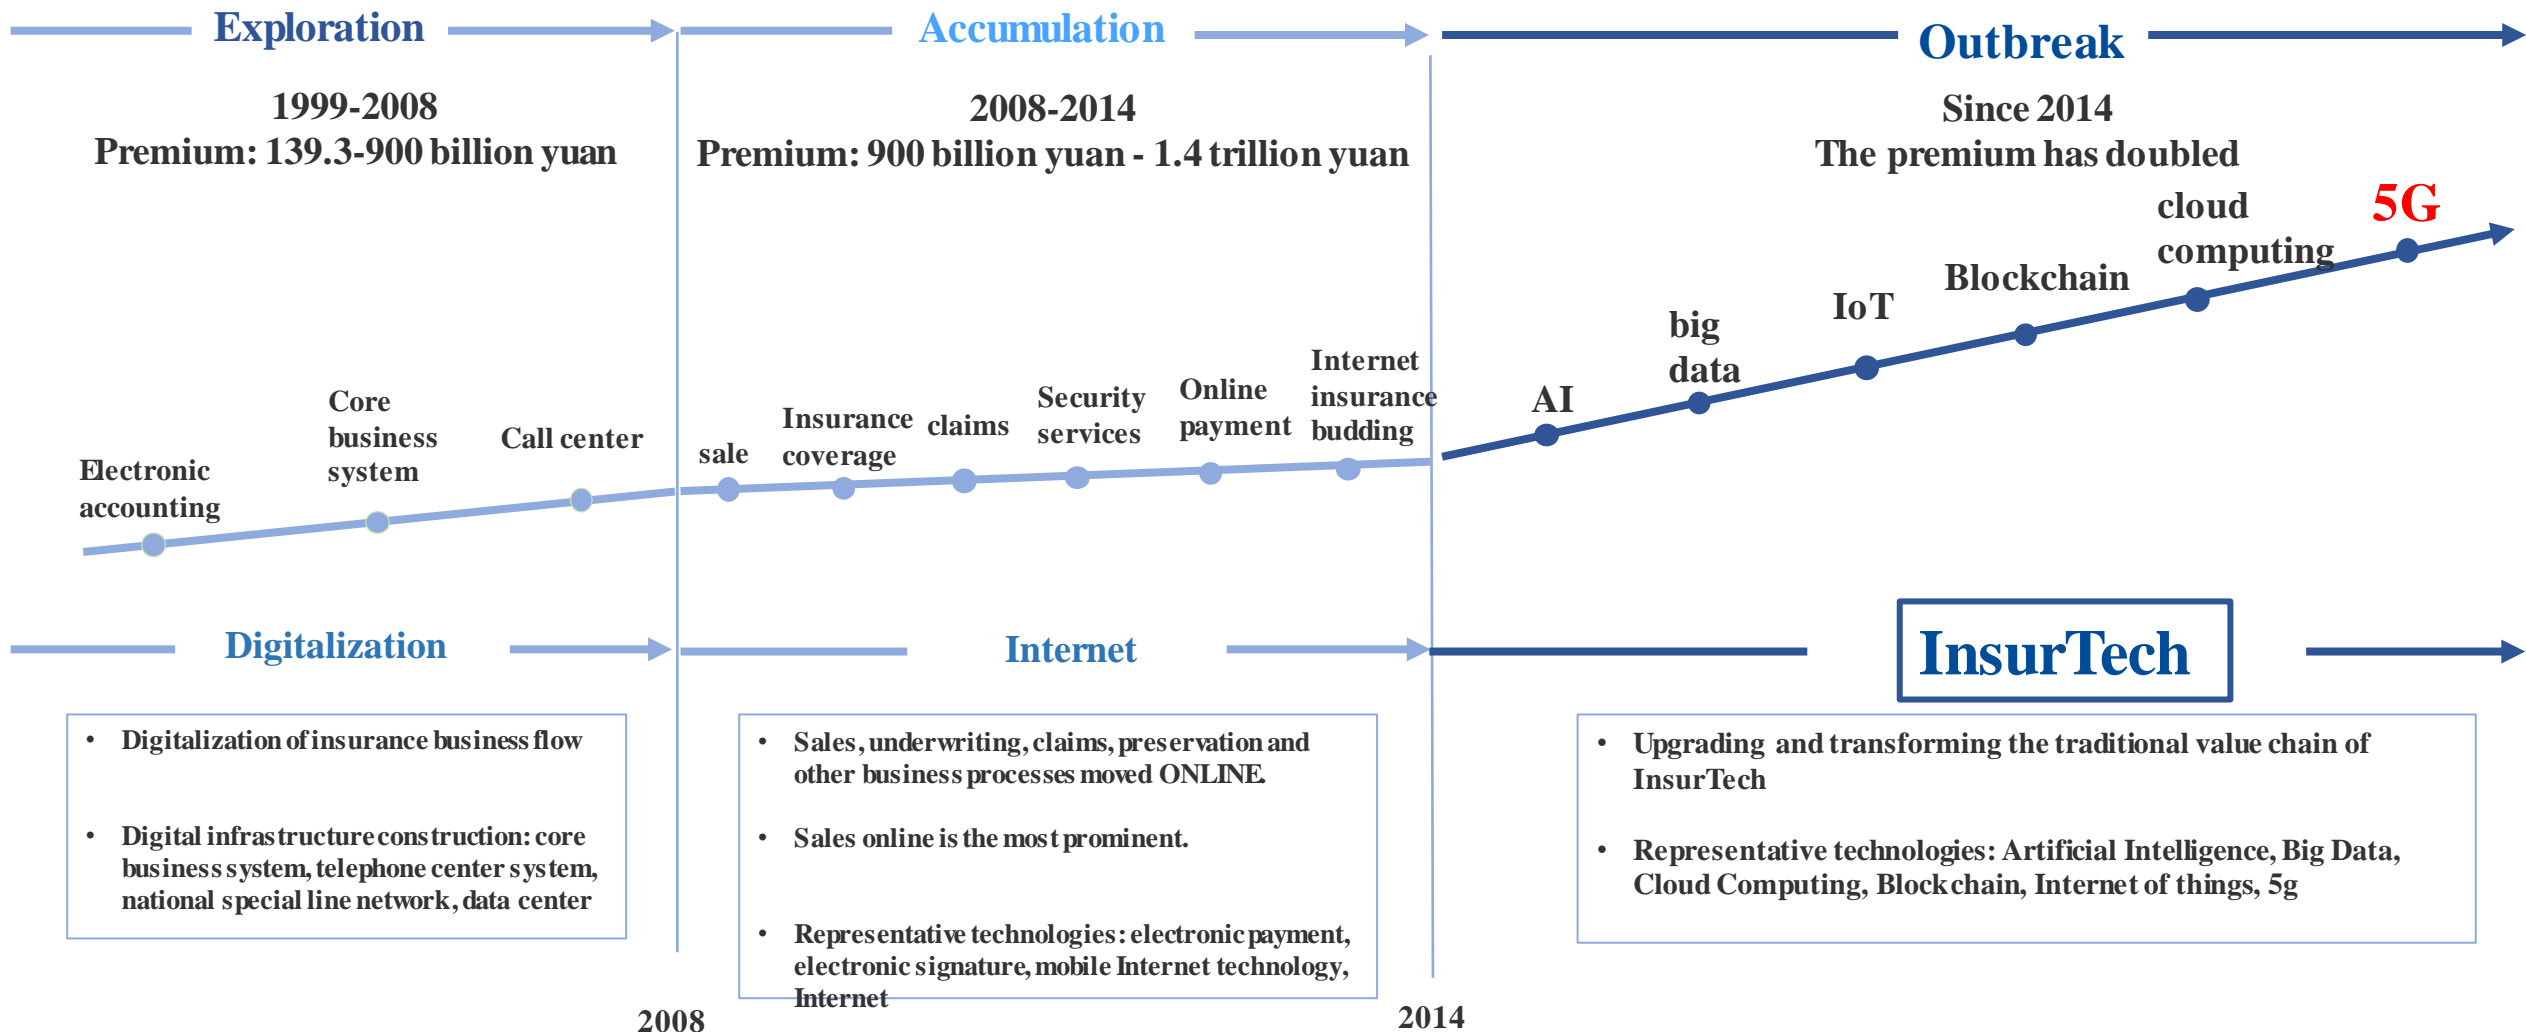 Exploration
Accumulation
Outbreak
1999-2008
Premium: 139.3-900 billion yuan
2008-2014
Premium: 900 billion yuan - 1.4 trillion yuan
Since 2014
The premium has doubled
Electronic
accounting
Core
business
system
Call center
sale
Insurance
coverage
claims
Security
services
Online
payment
Internet
insurance
budding
AI
big
data
IoT
Blockchain
cloud
computing
5G
Digitalization
Internet
InsurTech
• Digitalization of insurance business flow
• Digital infrastructure construction: core
business system, telephone center system,
national special line network, data center
• Sales, underwriting, claims, preservation and
other business processes moved ONLINE.
• Sales online is the most prominent.
• Representative technologies: electronic payment,
electronic signature, mobile Internet technology,
Internet
• Upgrading and transforming the traditional value chain of
InsurTech
• Representative technologies: Artificial Intelligence, Big Data,
Cloud Computing, Blockchain, Internet of things, 5g
2008
2014